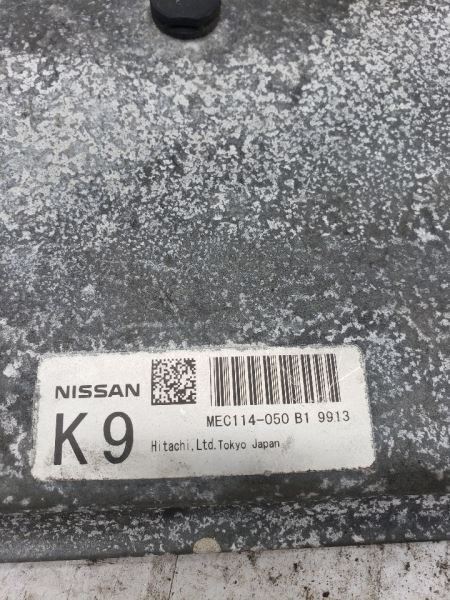 NISSAN
K9
MEC114-050 B1 9913
Hitachi,Ltd.Tokyo Japan